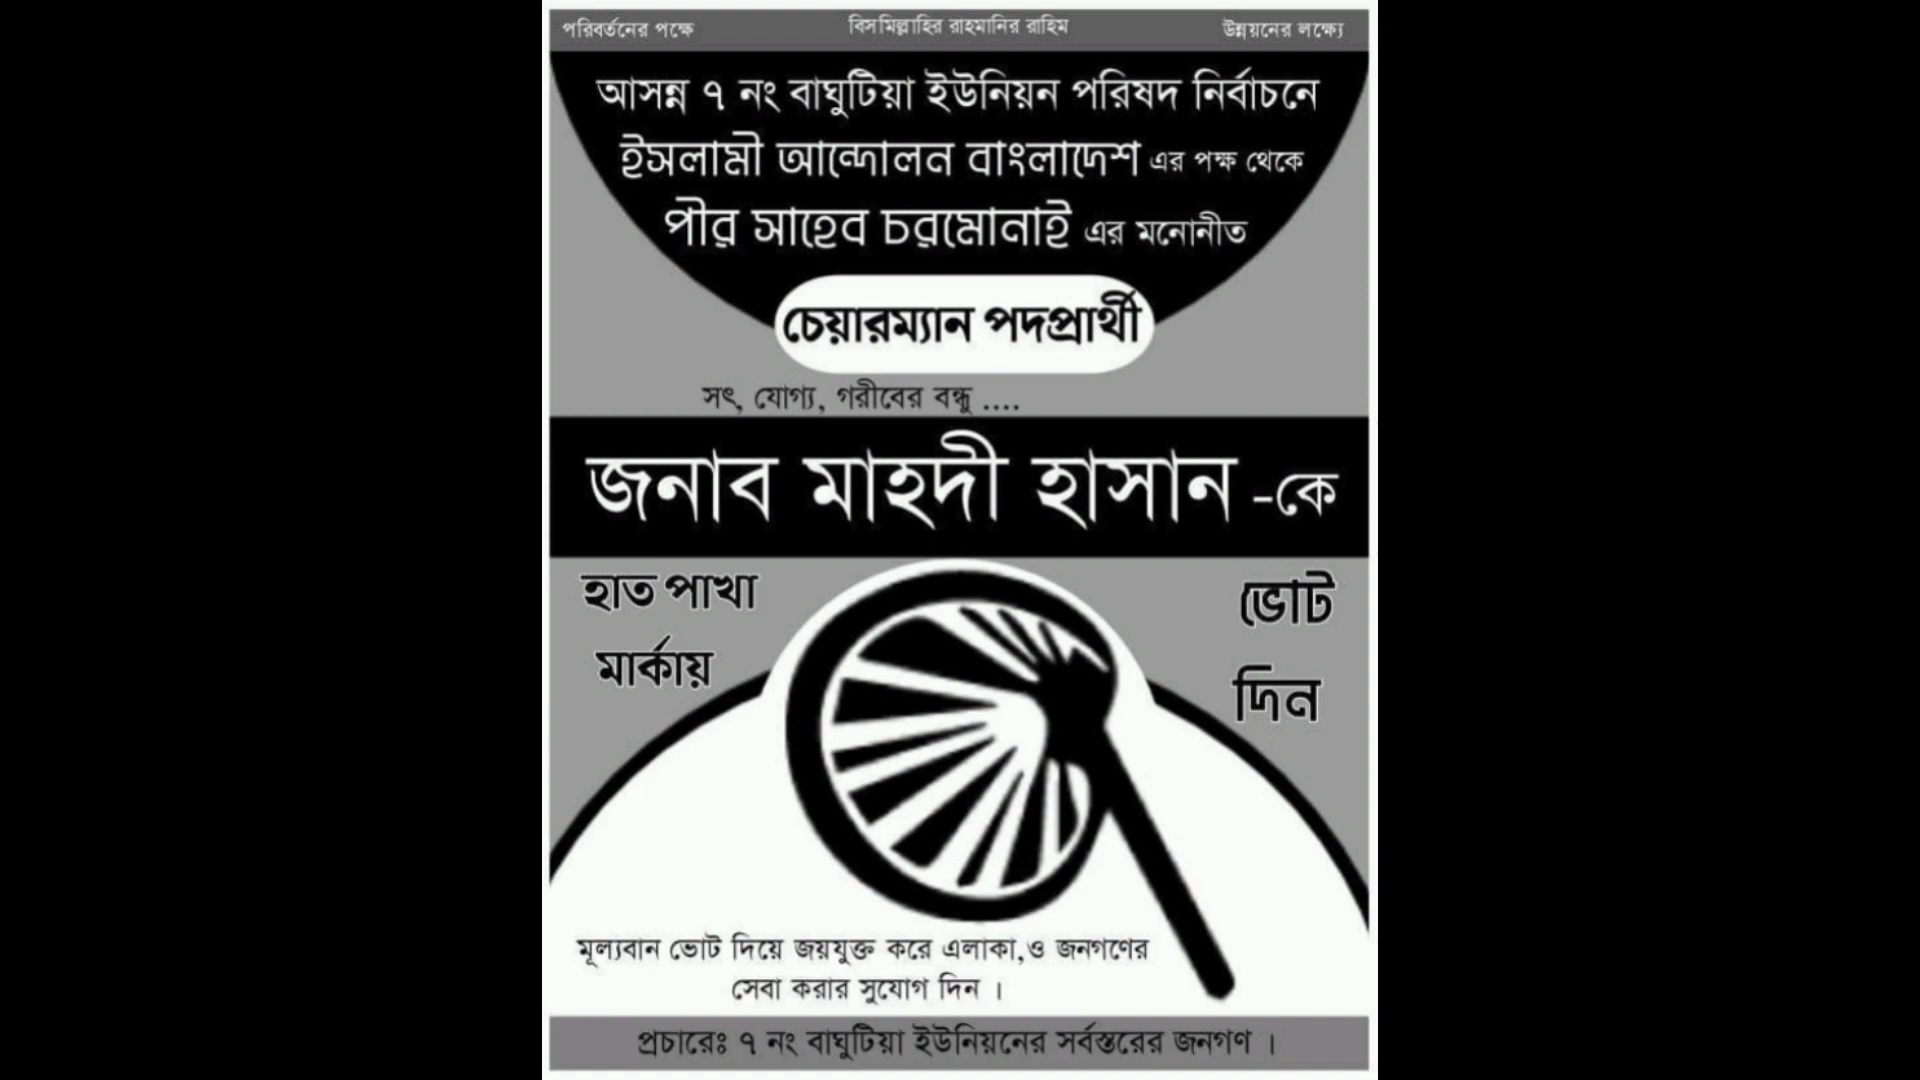 পরিবর্তনের পক্ষে
বিসমিল্লাহির রাহমানির রাহিম
উন্নয়নের লক্ষ্যে
আসন্ন ৭ নং বাঘুটিয়া ইউনিয়ন পরিষদ নির্বাচনে
ইসলামী আন্দোলন বাংলাদেশ এর পক্ষ থেকে
পীর সাহেব চরমোনাই এর মনোনীত
চেয়ারম্যান পদপ্রার্থী
সৎ, যোগ্য, গরীবের বন্ধু ....
জনাব মাহদী হাসান -কে
হাত পাখা
মার্কায়
ভোট
দিন
মূল্যবান ভোট দিয়ে জয়যুক্ত করে এলাকা,ও জনগণের
সেবা করার সুযোগ দিন ।
প্রচারেঃ ৭ নং বাঘুটিয়া ইউনিয়নের সর্বস্তরের জনগণ ।